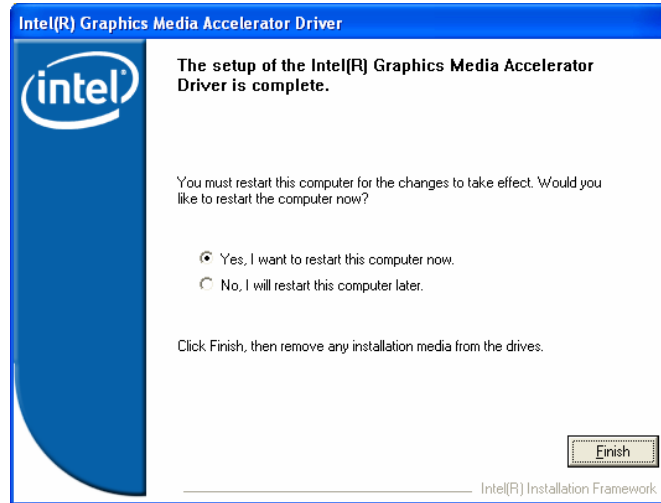 Intel(R) Graphics Media Accelerator Driver
intel
The setup of the Intel(R) Graphics Media Accelerator
Driver is complete.
You must restart this computer for the changes to take effect. Would you
like to restart the computer now?
Yes, I want to restart this computer now.
No, I will restart this computer later.
Click Finish, then remove any installation media from the drives.
Finish
Intel(R) Installation Framework